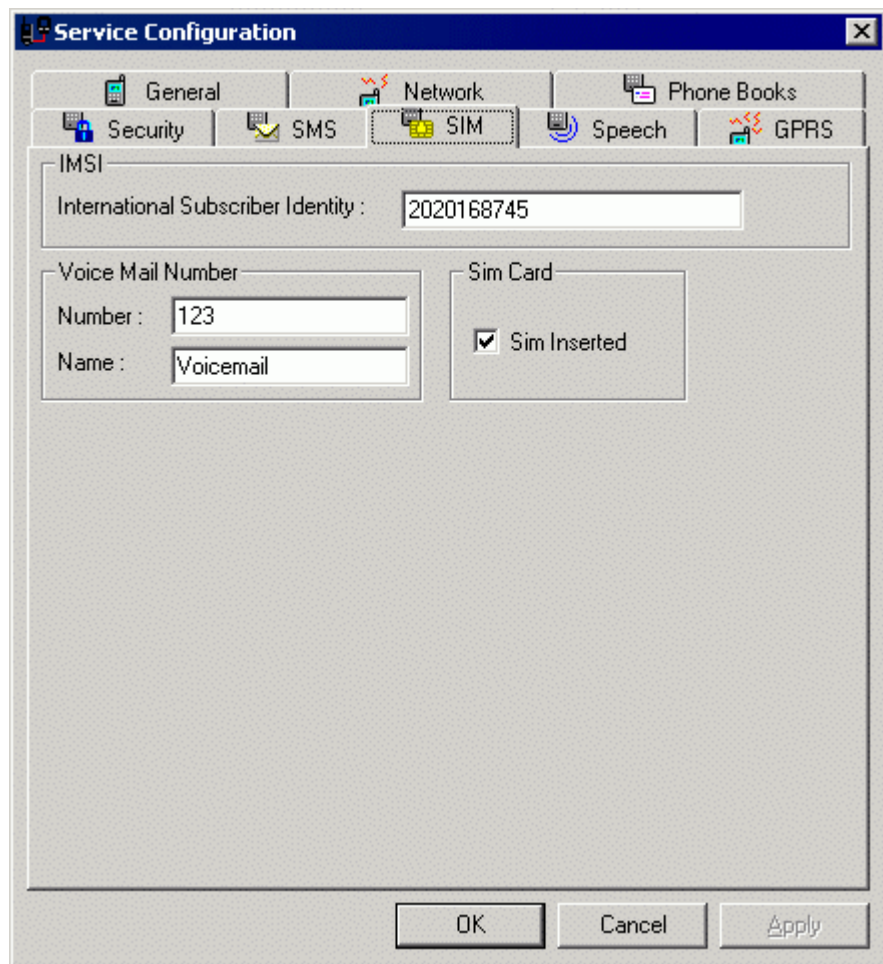 Service Configuration
General Network Phone Books
Security SMS SIM Speech GPRS
IMSI
International Subscriber Identity : 2020168745
Voice Mail Number
Number : 123
Name : Voicemail
Sim Card
Sim Inserted
OK Cancel Apply